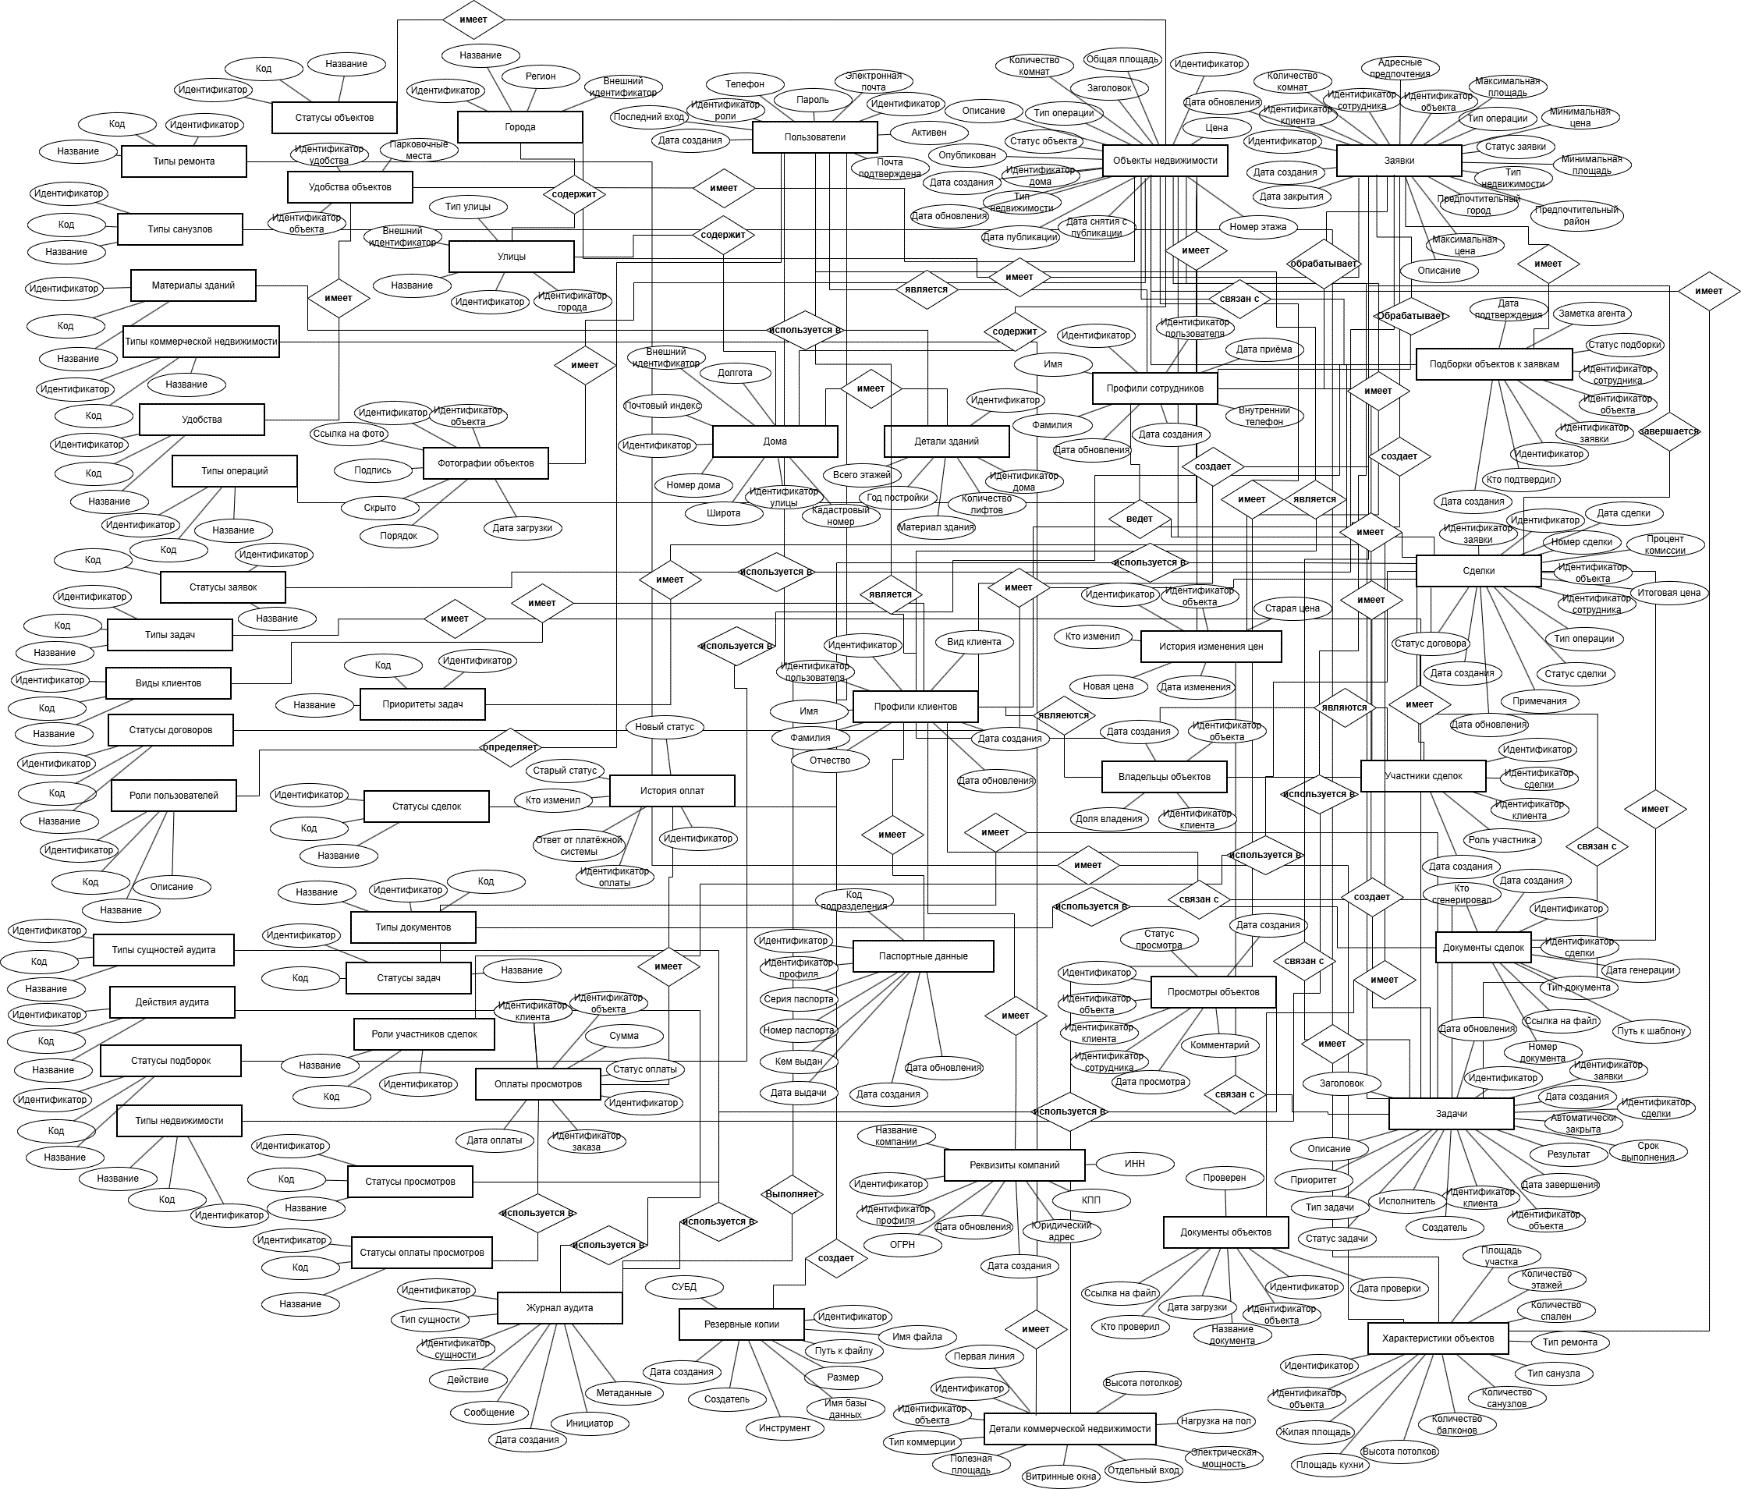 имеет
Название
Код
Идентификатор
Статусы объектов
Название
Регион
Идентификатор
Внешний
идентификатор
Города
Код
Идентификатор
Название
Типы ремонта
Идентификатор
удобства
Парковочные
места
Удобства объектов
Идентификатор
объекта
имеет
содержит
Идентификатор
Код
Название
Типы санузлов
Тип улицы
Внешний
идентификатор
Улицы
Название
Идентификатор
Идентификатор
города
содержит
Телефон
Электронная
почта
Пароль
Идентификатор
роли
Идентификатор
Последний вход
Дата создания
Пользователи
Активен
Почта
подтверждена
Количество
комнат
Общая площадь
Идентификатор
Заголовок
Описание
Тип операции
Дата обновления
Цена
Статус объекта
Опубликован
Объекты недвижимости
Идентификатор
дома
Дата создания
Тип
недвижимости
Дата обновления
Дата снятия с
публикации
Дата публикации
Номер этажа
Адресные
предпочтения
Количество
комнат
Максимальная
площадь
Идентификатор
сотрудника
Идентификатор
объекта
Идентификатор
клиента
Тип операции
Минимальная
цена
Идентификатор
Статус заявки
Заявки
Минимальная
площадь
Дата создания
Тип
недвижимости
Дата закрытия
Предпочтительный
город
Предпочтительный
район
Максимальная
цена
Описание
имеет
обрабатывает
имеет
имеет
имеет
является
связан с
Обрабатывает
Материалы зданий
Идентификатор
Код
Название
имеет
используется в
содержит
Типы коммерческой недвижимости
Идентификатор
Название
Код
имеет
Внешний
идентификатор
Долгота
Почтовый индекс
Идентификатор
Дома
Номер дома
Широта
Идентификатор
улицы
Кадастровый
номер
имеет
Идентификатор
Детали зданий
Всего этажей
Год постройки
Идентификатор
дома
Количество
лифтов
Материал здания
Идентификатор
Идентификатор
пользователя
Дата приёма
Имя
Профили сотрудников
Фамилия
Внутренний
телефон
Дата создания
Дата обновления
имеет
Дата
подтверждения
Заметка агента
Статус подборки
Подборки объектов к заявкам
Идентификатор
сотрудника
Идентификатор
объекта
Идентификатор
заявки
Идентификатор
Кто подтвердил
Дата создания
завершается
Удобства
Идентификатор
Код
Название
Идентификатор
Идентификатор
объекта
Ссылка на фото
Фотографии объектов
Подпись
Скрыто
Порядок
Дата загрузки
Типы операций
Идентификатор
Название
Код
создает
создает
имеет
является
ведет
имеет
Код
Идентификатор
Статусы заявок
Название
имеет
используется в
используется в
является
имеет
имеет
Идентификатор
заявки
Идентификатор
Дата сделки
Номер сделки
Процент
комиссии
Сделки
Идентификатор
объекта
Идентификатор
сотрудника
Итоговая цена
Статус договора
Тип операции
Дата создания
Статус сделки
Примечания
Дата обновления
Идентификатор
Код
Название
Типы задач
имеет
имеет
используется в
Идентификатор
Идентификатор
объекта
Старая цена
Кто изменил
История изменения цен
Новая цена
Дата изменения
Виды клиентов
Идентификатор
Код
Название
Код
Идентификатор
Название
Приоритеты задач
Идентификатор
Вид клиента
Идентификатор
пользователя
Имя
Профили клиентов
Фамилия
Дата создания
Отчество
Дата обновления
являеются
являются
имеет
Статусы договоров
Идентификатор
Код
Название
определяет
Новый статус
Старый статус
Кто изменил
История оплат
Ответ от платёжной
системы
Идентификатор
Идентификатор
оплаты
Дата создания
Идентификатор
объекта
Владельцы объектов
Доля владения
Идентификатор
клиента
Идентификатор
Участники сделок
Идентификатор
сделки
Идентификатор
клиента
Роль участника
Дата создания
Роли пользователей
Идентификатор
Код
Описание
Название
Идентификатор
Статусы сделок
Код
Название
имеет
имеет
имеет
используется в
используется в
имеет
связан с
Название
Идентификатор
Код
Типы документов
Код
подразделения
используется в
связан с
создает
Кто
сгенерировал
Дата создания
Идентификатор
Документы сделок
Идентификатор
сделки
Дата генерации
Тип документа
Ссылка на файл
Путь к шаблону
Номер
документа
Идентификатор
Типы сущностей аудита
Код
Название
Идентификатор
Код
Статусы задач
Название
имеет
Идентификатор
Идентификатор
профиля
Паспортные данные
Серия паспорта
Номер паспорта
Кем выдан
Дата выдачи
Дата обновления
Дата создания
имеет
Статус
просмотра
Дата создания
Идентификатор
Просмотры объектов
Идентификатор
объекта
Идентификатор
клиента
Идентификатор
сотрудника
Комментарий
Дата просмотра
связан с
имеет
имеет
связан с
Действия аудита
Идентификатор
Код
Название
Роли участников сделок
Название
Код
Идентификатор
Идентификатор
клиента
Идентификатор
объекта
Сумма
Статус оплаты
Оплаты просмотров
Идентификатор
Дата оплаты
Идентификатор
заказа
Статусы подборок
Идентификатор
Код
Название
используется в
Дата обновления
Заголовок
Идентификатор
Идентификатор
заявки
Дата создания
Идентификатор
сделки
Задачи
Автоматически
закрыта
Срок
выполнения
Описание
Результат
Приоритет
Дата завершения
Исполнитель
Идентификатор
клиента
Тип задачи
Идентификатор
объекта
Создатель
Статус задачи
Типы недвижимости
Название
Код
Идентификатор
Идентификатор
Код
Статусы просмотров
Название
Выполняет
используется в
используется в
используется в
создает
Название
компании
Реквизиты компаний
ИНН
Идентификатор
Идентификатор
профиля
КПП
Дата обновления
Юридический
адрес
ОГРН
Дата создания
Проверен
Документы объектов
Ссылка на файл
Идентификатор
Дата проверки
Дата загрузки
Идентификатор
объекта
Кто проверил
Название
документа
Идентификатор
Код
Статусы оплаты просмотров
Название
Журнал аудита
Идентификатор
Тип сущности
Идентификатор
сущности
Действие
Сообщение
Метаданные
Инициатор
Дата создания
СУБД
Резервные копии
Идентификатор
Имя файла
Путь к файлу
Дата создания
Размер
Создатель
Имя базы
данных
Инструмент
имеет
Первая линия
Идентификатор
Высота потолков
Идентификатор
объекта
Детали коммерческой недвижимости
Нагрузка на пол
Тип коммерции
Полезная
площадь
Электрическая
мощность
Отдельный вход
Витринные окна
Площадь
участка
Количество
этажей
Количество
спален
Характеристики объектов
Тип ремонта
Идентификатор
Тип санузла
Идентификатор
объекта
Количество
санузлов
Жилая площадь
Количество
балконов
Высота потолков
Площадь кухни